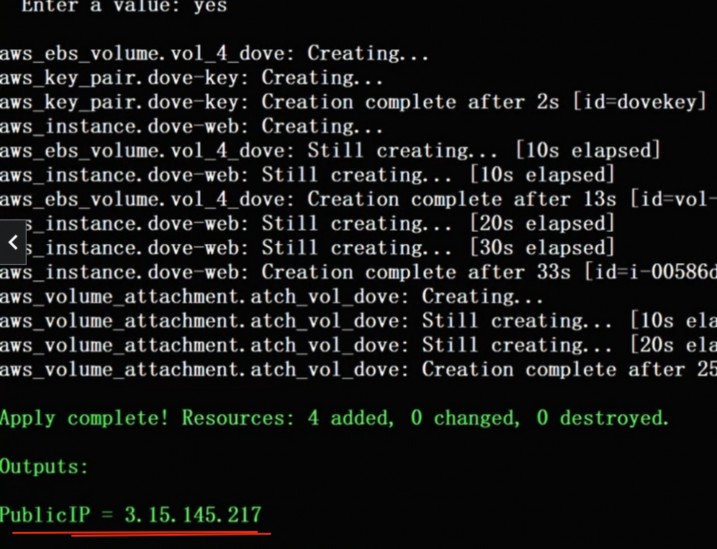 Enter a value: yes
aws_ebs_volume.vol_4_dove: Creating...
aws_key_pair.dove-key: Creating...
aws_key_pair.dove-key: Creation complete after 2s [id=dovekey]
aws_instance.dove-web: Creating...
aws_ebs_volume.vol_4_dove: Still creating... [10s elapsed]
aws_instance.dove-web: Still creating... [10s elapsed]
aws_ebs_volume.vol_4_dove: Creation complete after 13s [id=vol-
s_instance.dove-web: Still creating... [20s elapsed]
s_instance.dove-web: Still creating... [30s elapsed]
aws_instance.dove-web: Creation complete after 33s [id=i-00586d
aws_volume_attachment.atch_vol_dove: Creating...
aws_volume_attachment.atch_vol_dove: Still creating... [10s ela
aws_volume_attachment.atch_vol_dove: Still creating... [20s ela
aws_volume_attachment.atch_vol_dove: Creation complete after 25
Apply complete! Resources: 4 added, 0 changed, 0 destroyed.
Outputs:
PublicIP = 3.15.145.217